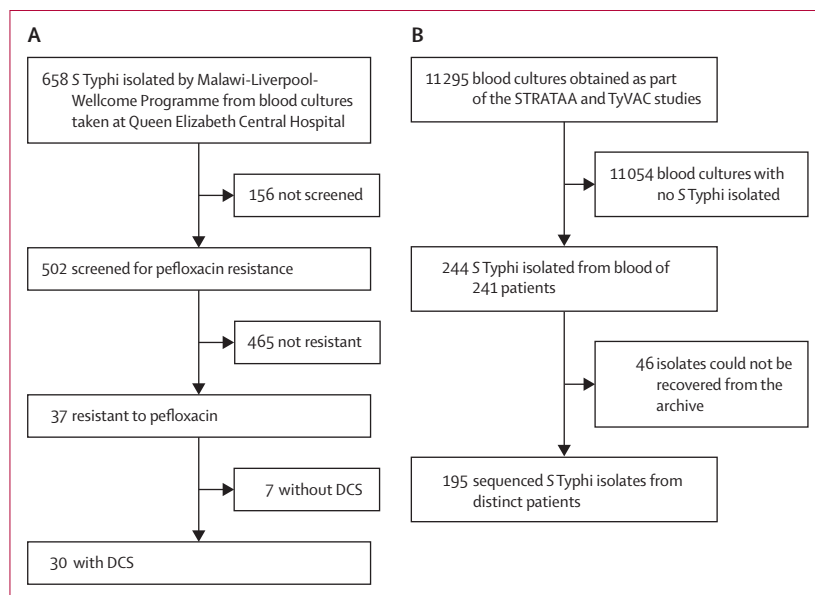 A
658 S Typhi isolated by Malawi-Liverpool-
Wellcome Programme from blood cultures
taken at Queen Elizabeth Central Hospital
156 not screened
502 screened for pefloxacin resistance
465 not resistant
37 resistant to pefloxacin
7 without DCS
30 with DCS
B
11 295 blood cultures obtained as part
of the STRATAA and TyVAC studies
11 054 blood cultures with
no S Typhi isolated
244 S Typhi isolated from blood of
241 patients
46 isolates could not be
recovered from the
archive
195 sequenced S Typhi isolates from
distinct patients